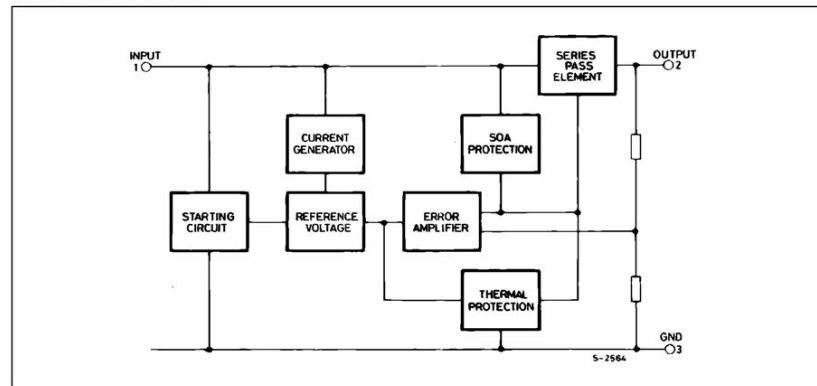 INPUT
1
SERIES
PASS
ELEMENT
OUTPUT
2
CURRENT
GENERATOR
SOA
PROTECTION
STARTING
CIRCUIT
REFERENCE
VOLTAGE
ERROR
AMPLIFIER
THERMAL
PROTECTION
GND
3
S-2564